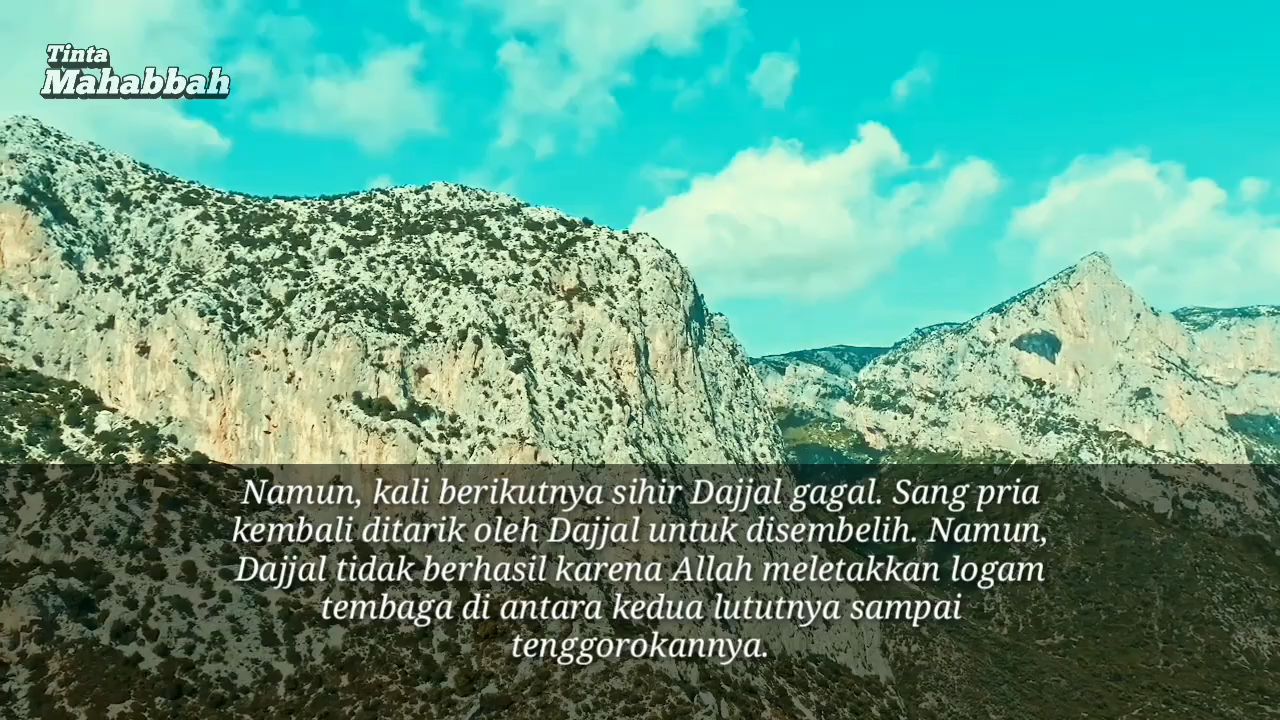 Tinta
Mahabbah
Namun, kali berikutnya sihir Dajjal gagal. Sang pria
kembali ditarik oleh Dajjal untuk disembelih. Namun,
Dajjal tidak berhasil karena Allah meletakkan logam
tembaga di antara kedua lututnya sampai
tenggorokannya.